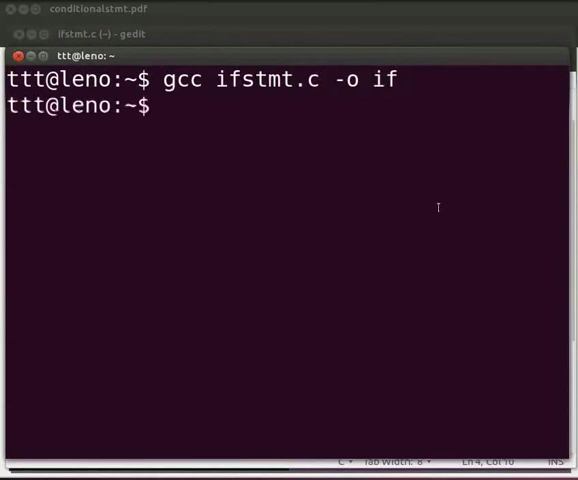 conditionalstmt.pdf
ifstmt.c (~) - gedit
ttt@leno: ~
ttt@leno:~$ gcc ifstmt.c -o if
ttt@leno:~$
C Tab Width: 8 Ln 4, Col 10 INS